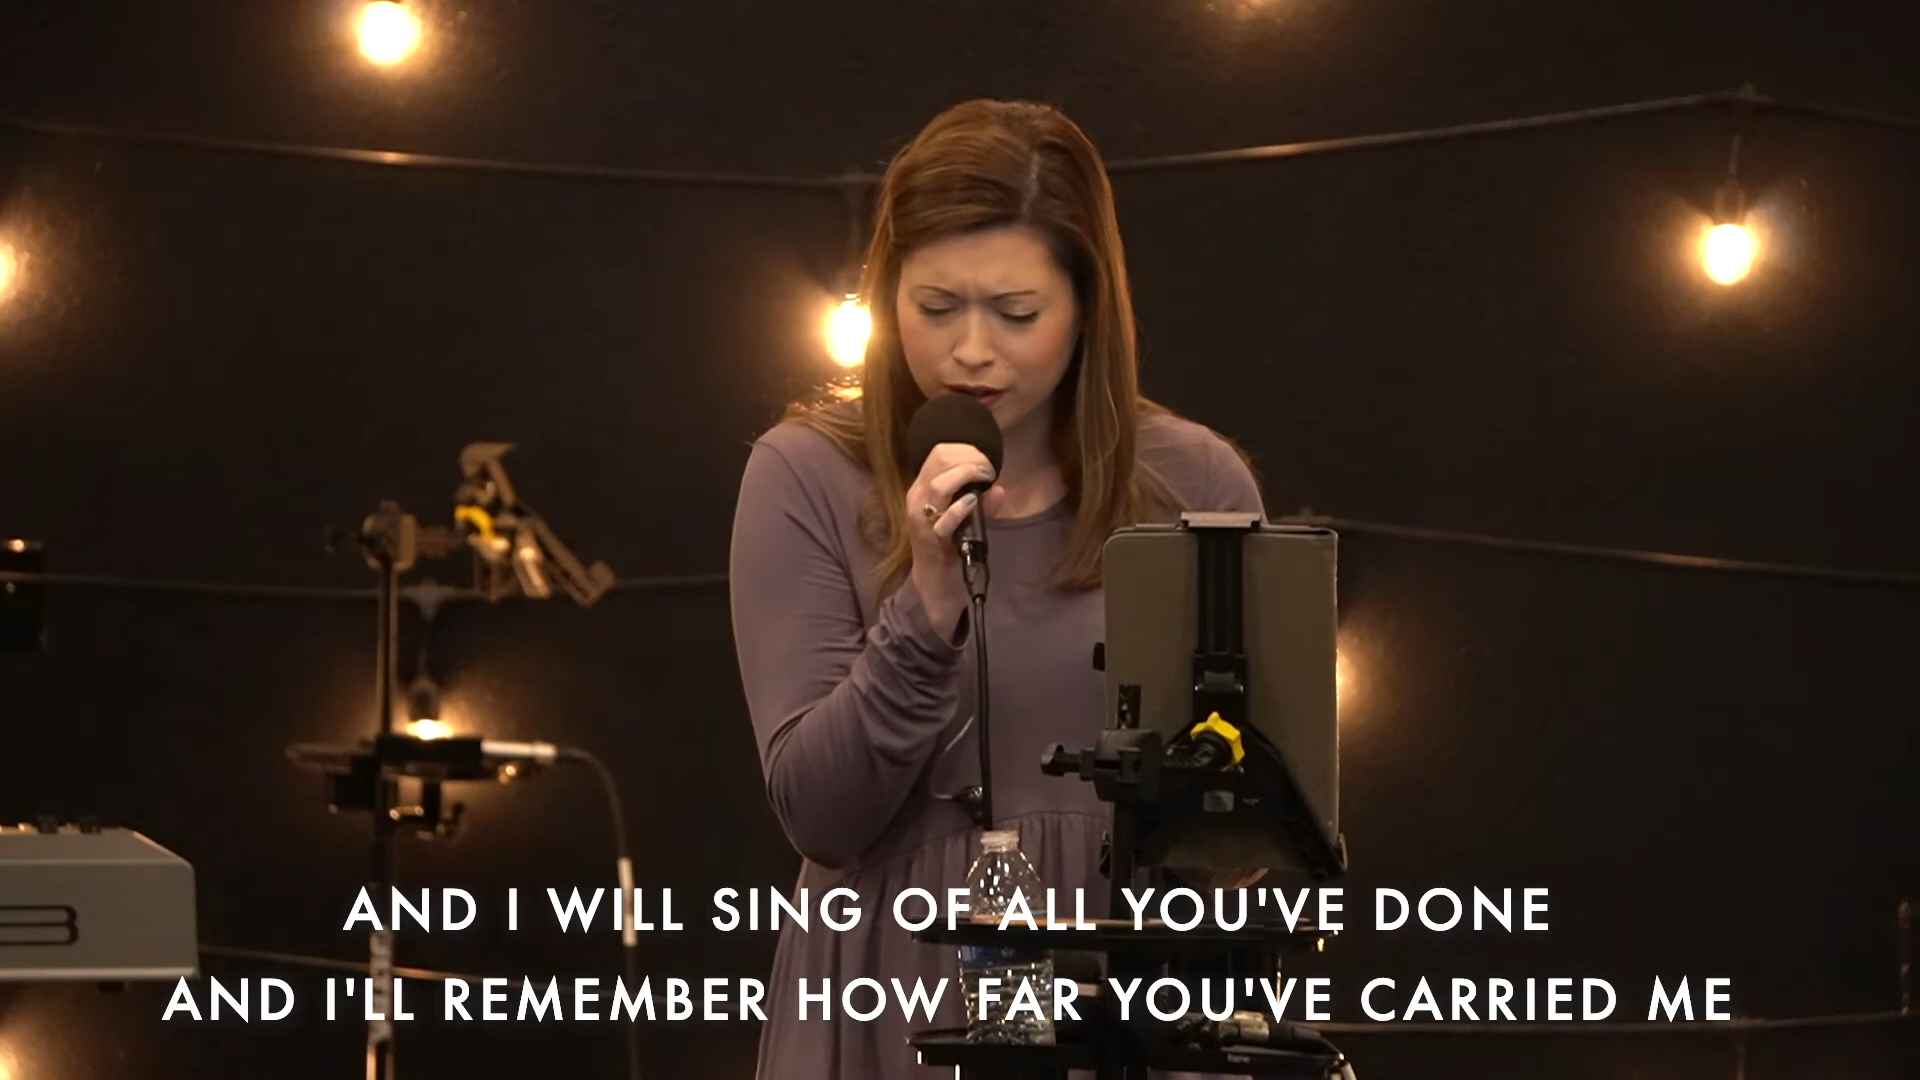 AND I WILL SING OF ALL YOU'VE DONE
AND I'LL REMEMBER HOW FAR YOU'VE CARRIED ME